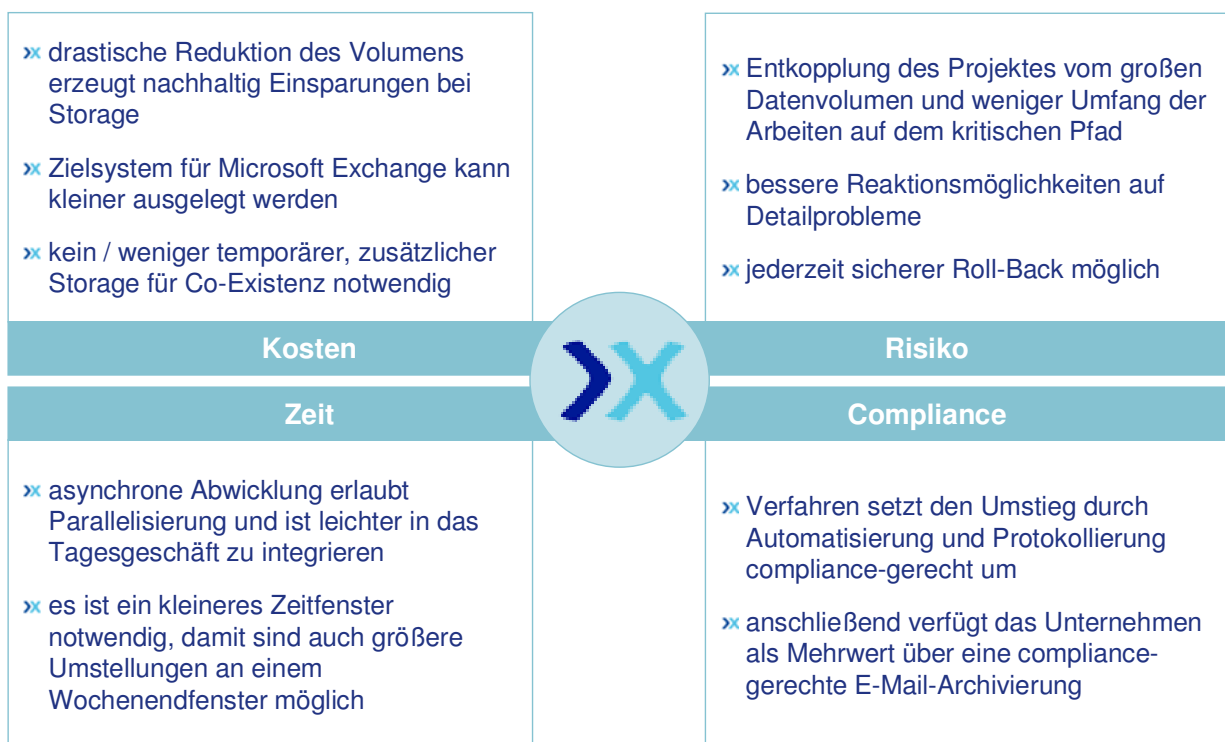 drastische Reduktion des Volumens
erzeugt nachhaltig Einsparungen bei
Storage
Zielsystem für Microsoft Exchange kann
kleiner ausgelegt werden
kein / weniger temporärer, zusätzlicher
Storage für Co-Existenz notwendig
Kosten
Entkopplung des Projektes vom großen
Datenvolumen und weniger Umfang der
Arbeiten auf dem kritischen Pfad
bessere Reaktionsmöglichkeiten auf
Detailprobleme
jederzeit sicherer Roll-Back möglich
Risiko
Zeit
asynchrone Abwicklung erlaubt
Parallelisierung und ist leichter in das
Tagesgeschäft zu integrieren
es ist ein kleineres Zeitfenster
notwendig, damit sind auch größere
Umstellungen an einem
Wochenendfenster möglich
Compliance
Verfahren setzt den Umstieg durch
Automatisierung und Protokollierung
compliance-gerecht um
anschließend verfügt das Unternehmen
als Mehrwert über eine compliance-
gerechte E-Mail-Archivierung